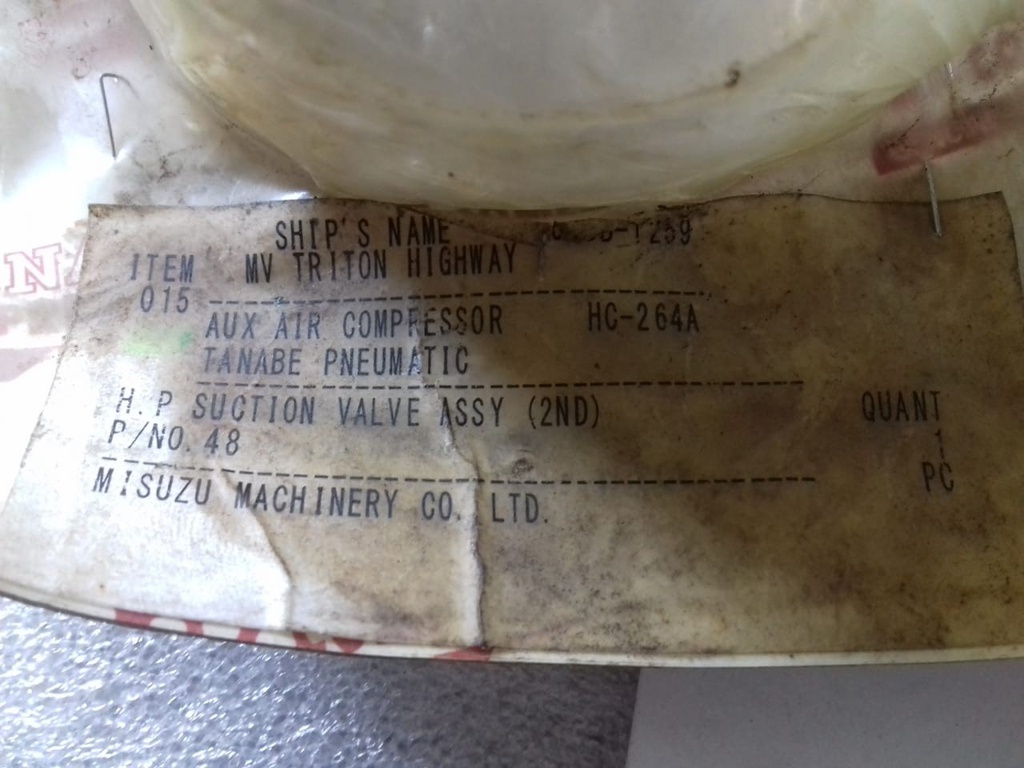 SHIP'S NAME
ITEM MV TRITON HIGHWAY
015
AUX AIR COMPRESSOR HC-264A
TANABE PNEUMATIC
H.P SUCTION VALVE ASSY (2ND) QUANT
P/NO.48 1
PC
MISUZU MACHINERY CO. LTD.